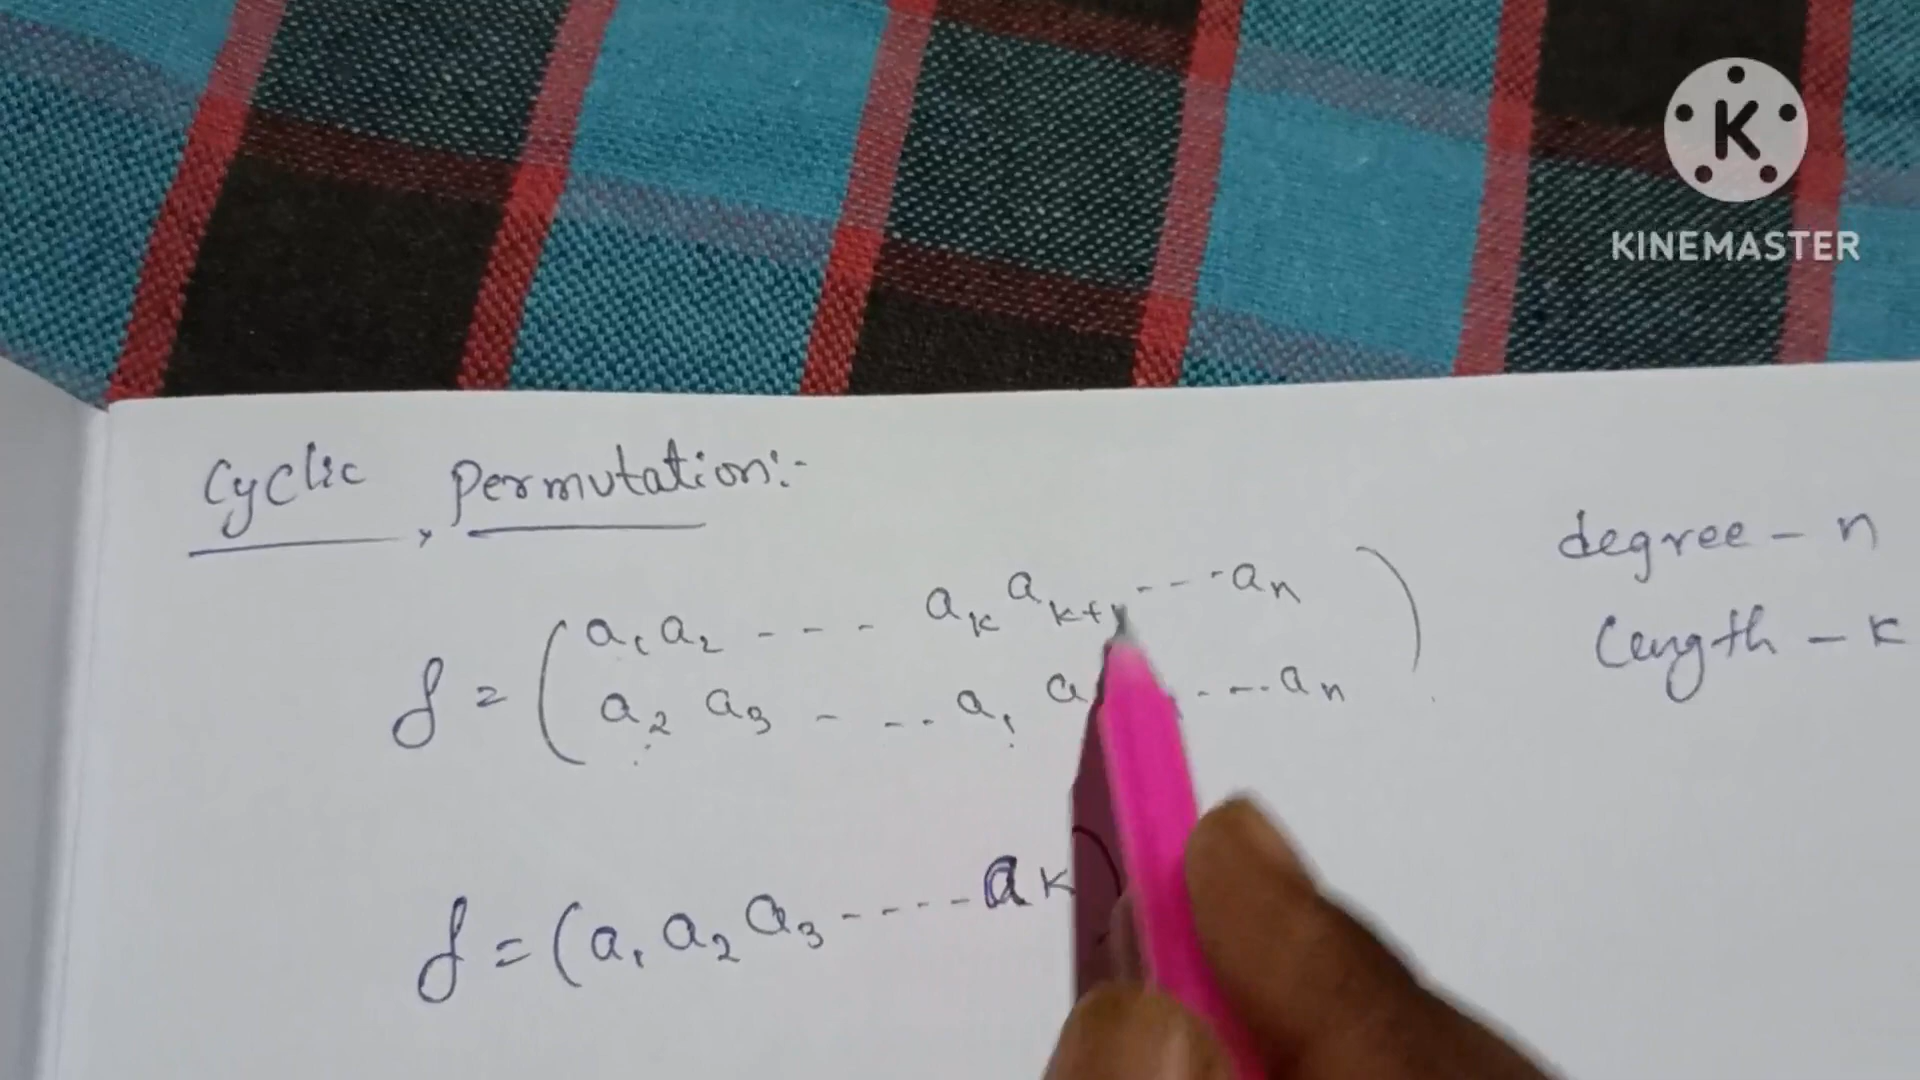 K
KINEMASTER
Cyclic permutation:-
degree - n
length - k
f = ( a1 a2 - - - ak ak+1 - - - an )
a2 a3 - - - - a1 a - - - an
f = ( a1 a2 a3 - - - - - ak